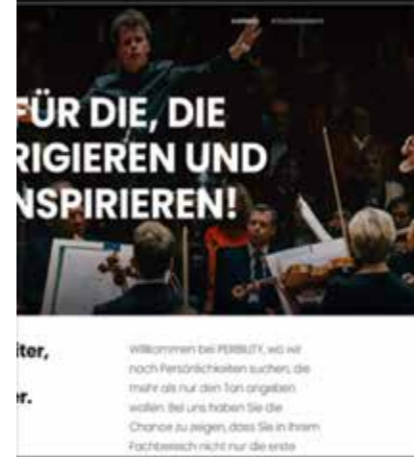 FÜR DIE, DIE
RIGIEREN UND
NSPIRIEREN!
iter,
er.
Willkommen bei PERBILITY, wo wir
nach Persönlichkeiten suchen, die
mehr als nur den Ton angeben
wollen. Bei uns haben Sie die
Chance zu zeigen, dass Sie in Ihrem
Fachbereich nicht nur die erste